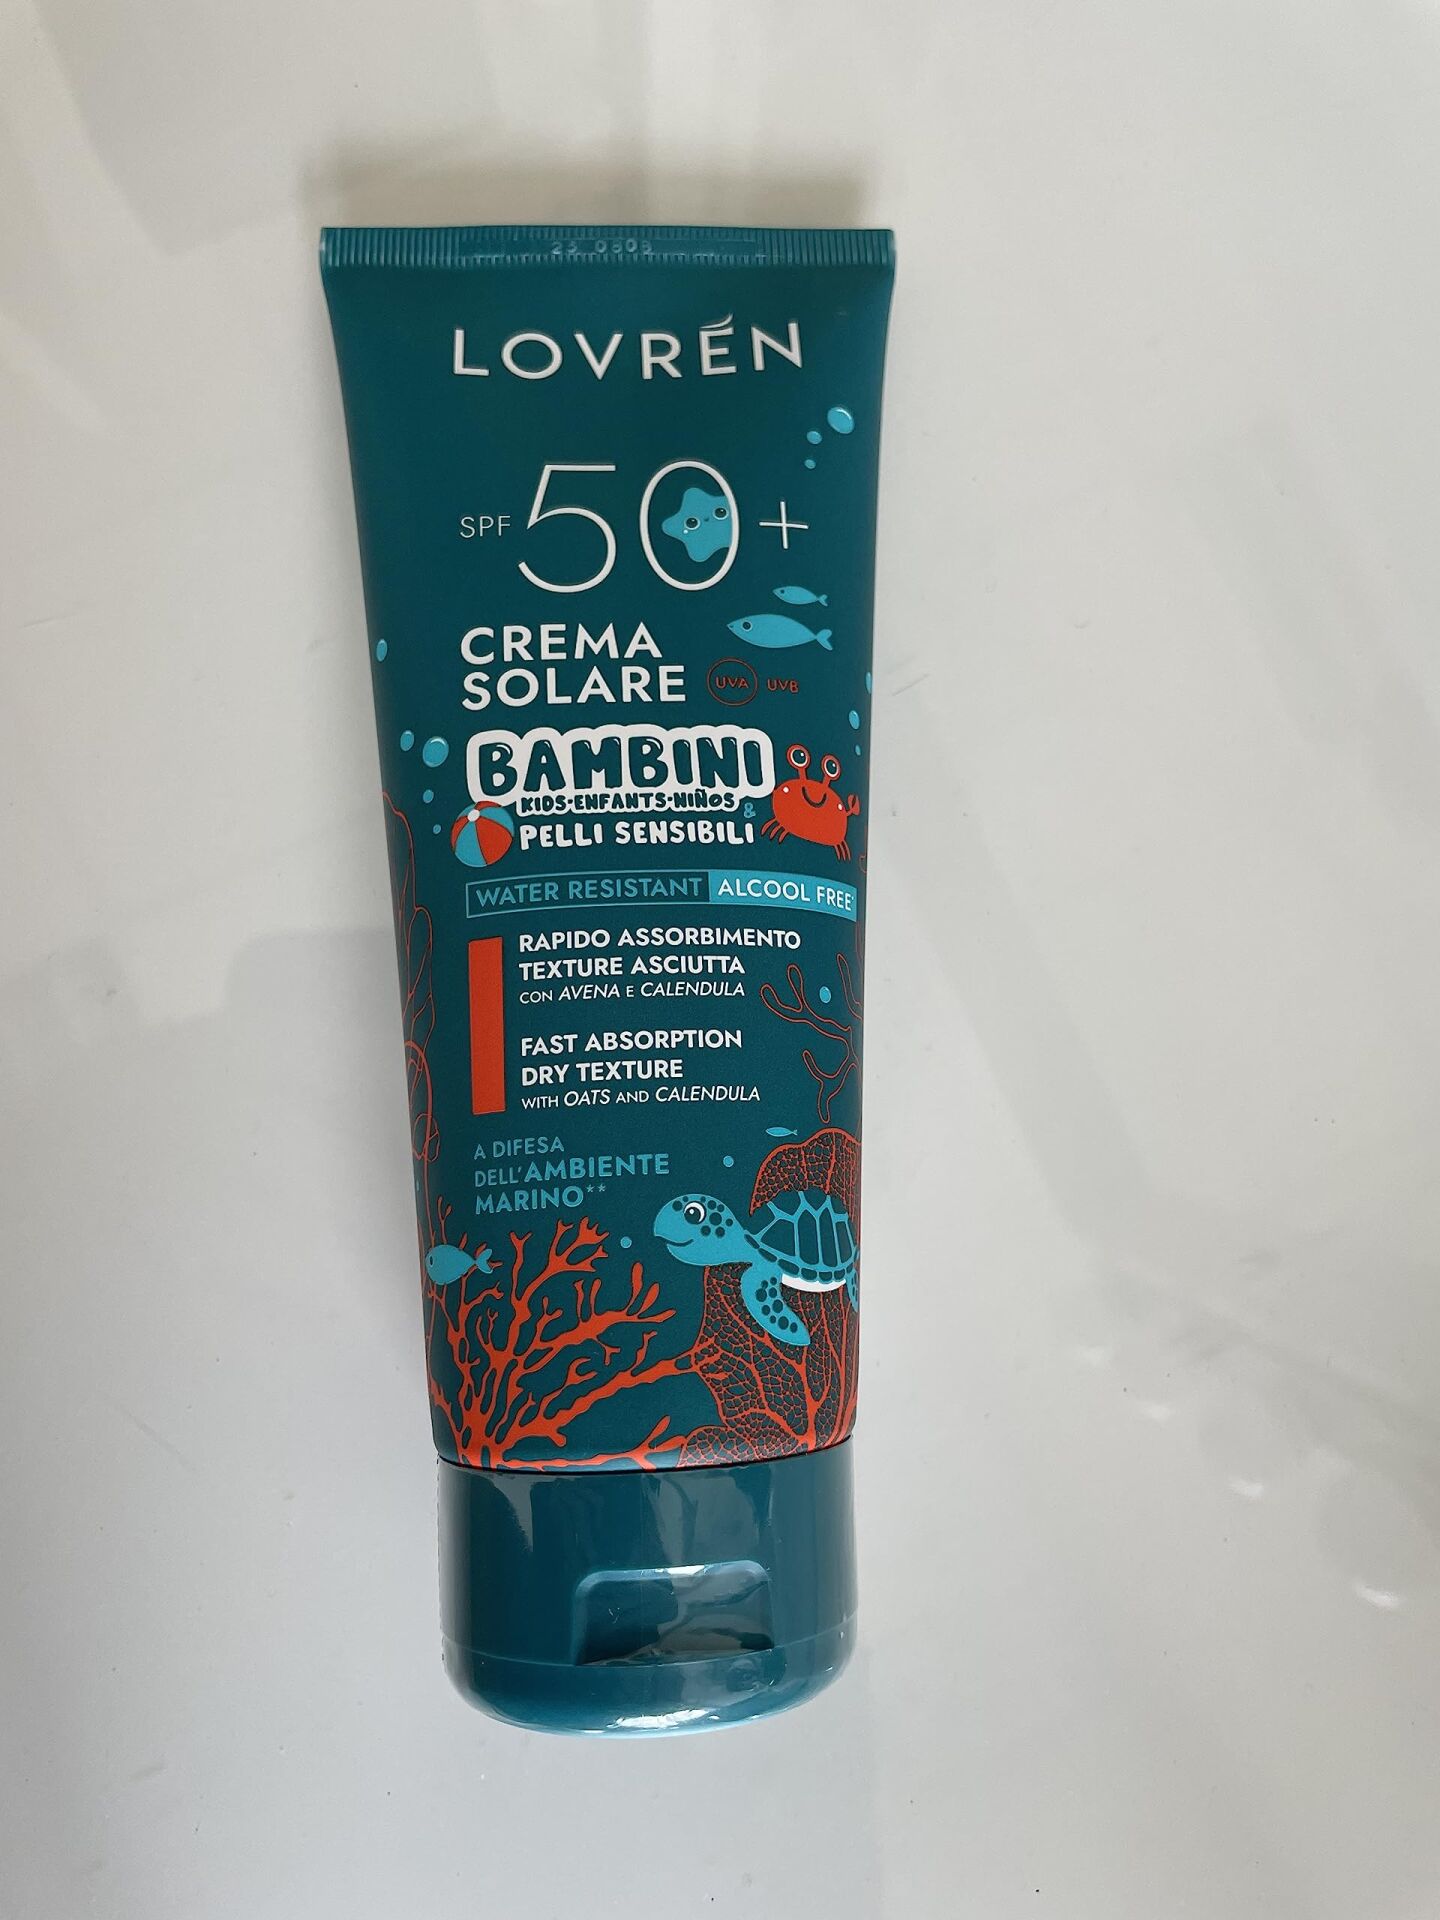 LOVRÉN
SPF 50+
CREMA
SOLARE UVA UVB
BAMBINI
KIDS-ENFANTS-NIÑOS &
PELLI SENSIBILI
WATER RESISTANT ALCOOL FREE*
RAPIDO ASSORBIMENTO
TEXTURE ASCIUTTA
CON AVENA E CALENDULA
FAST ABSORPTION
DRY TEXTURE
WITH OATS AND CALENDULA
A DIFESA
DELL'AMBIENTE
MARINO**